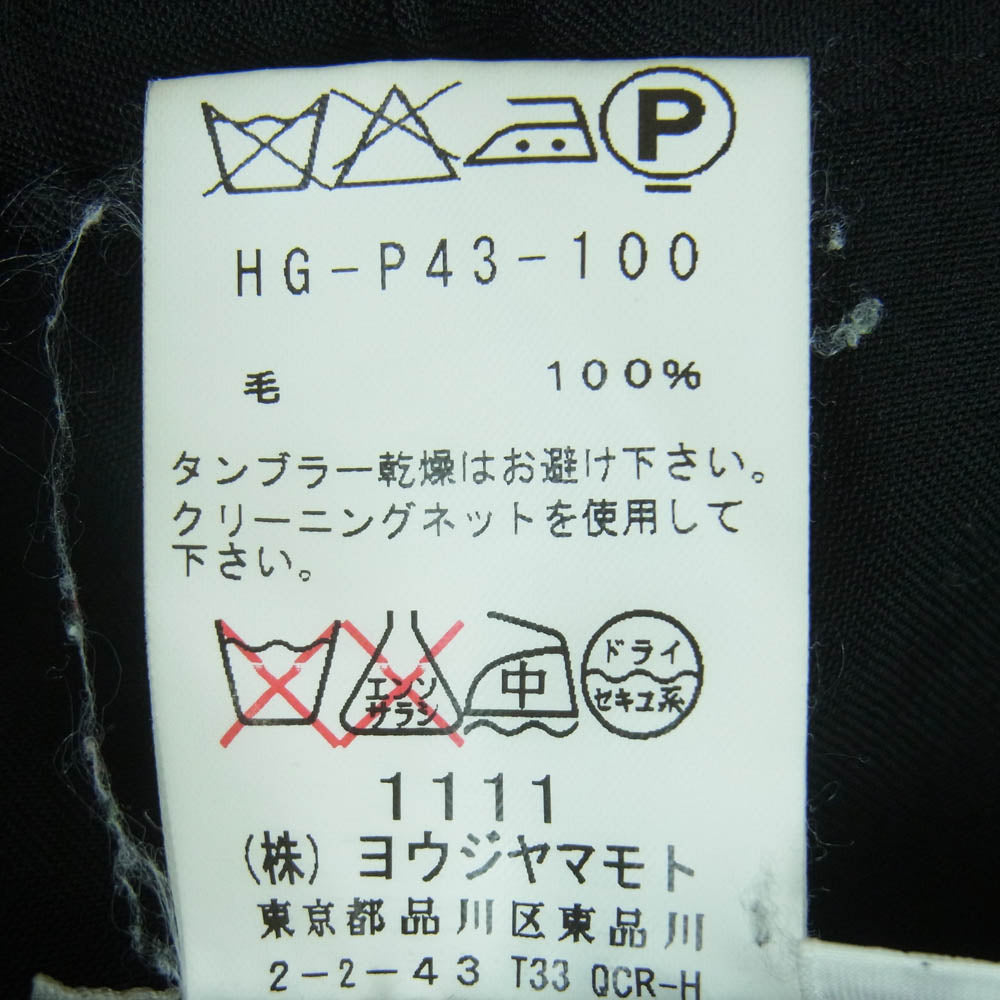 P
HG-P43-100
毛 100%
タンブラー乾燥はお避け下さい。
クリーニングネットを使用して
下さい。
エンソ
サラシ
中
ドライ
セキユ系
1111
(株)ヨウジヤマモト
東京都品川区東品川
2-2-43 T33 QCR-H